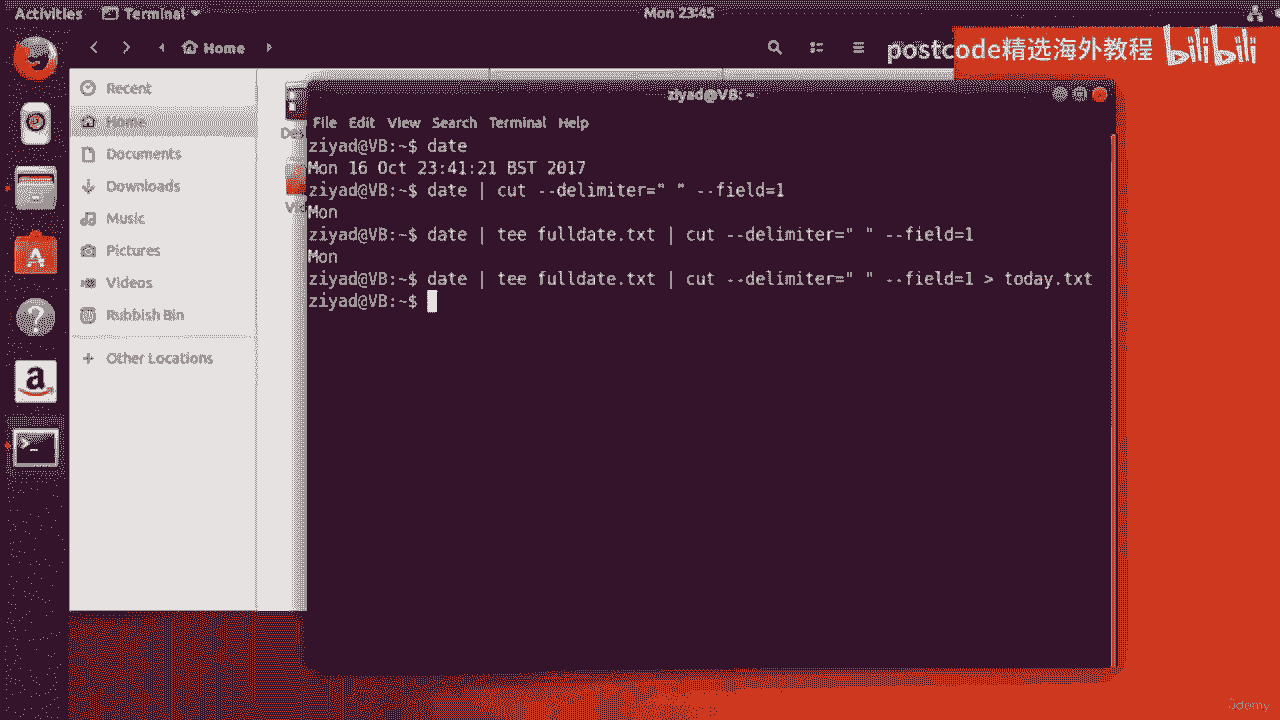 Activities Terminal Mon 23:45
Home
postcode精选海外教程 bilibili
Recent
Home
Documents
Downloads
Music
Pictures
Videos
Rubbish Bin
Other Locations
ziyad@VB: ~
File Edit View Search Terminal Help
ziyad@VB:~$ date
Mon 16 Oct 23:41:21 BST 2017
ziyad@VB:~$ date | cut --delimiter=" " --field=1
Mon
ziyad@VB:~$ date | tee fulldate.txt | cut --delimiter=" " --field=1
Mon
ziyad@VB:~$ date | tee fulldate.txt | cut --delimiter=" " --field=1 > today.txt
ziyad@VB:~$
ûdemy